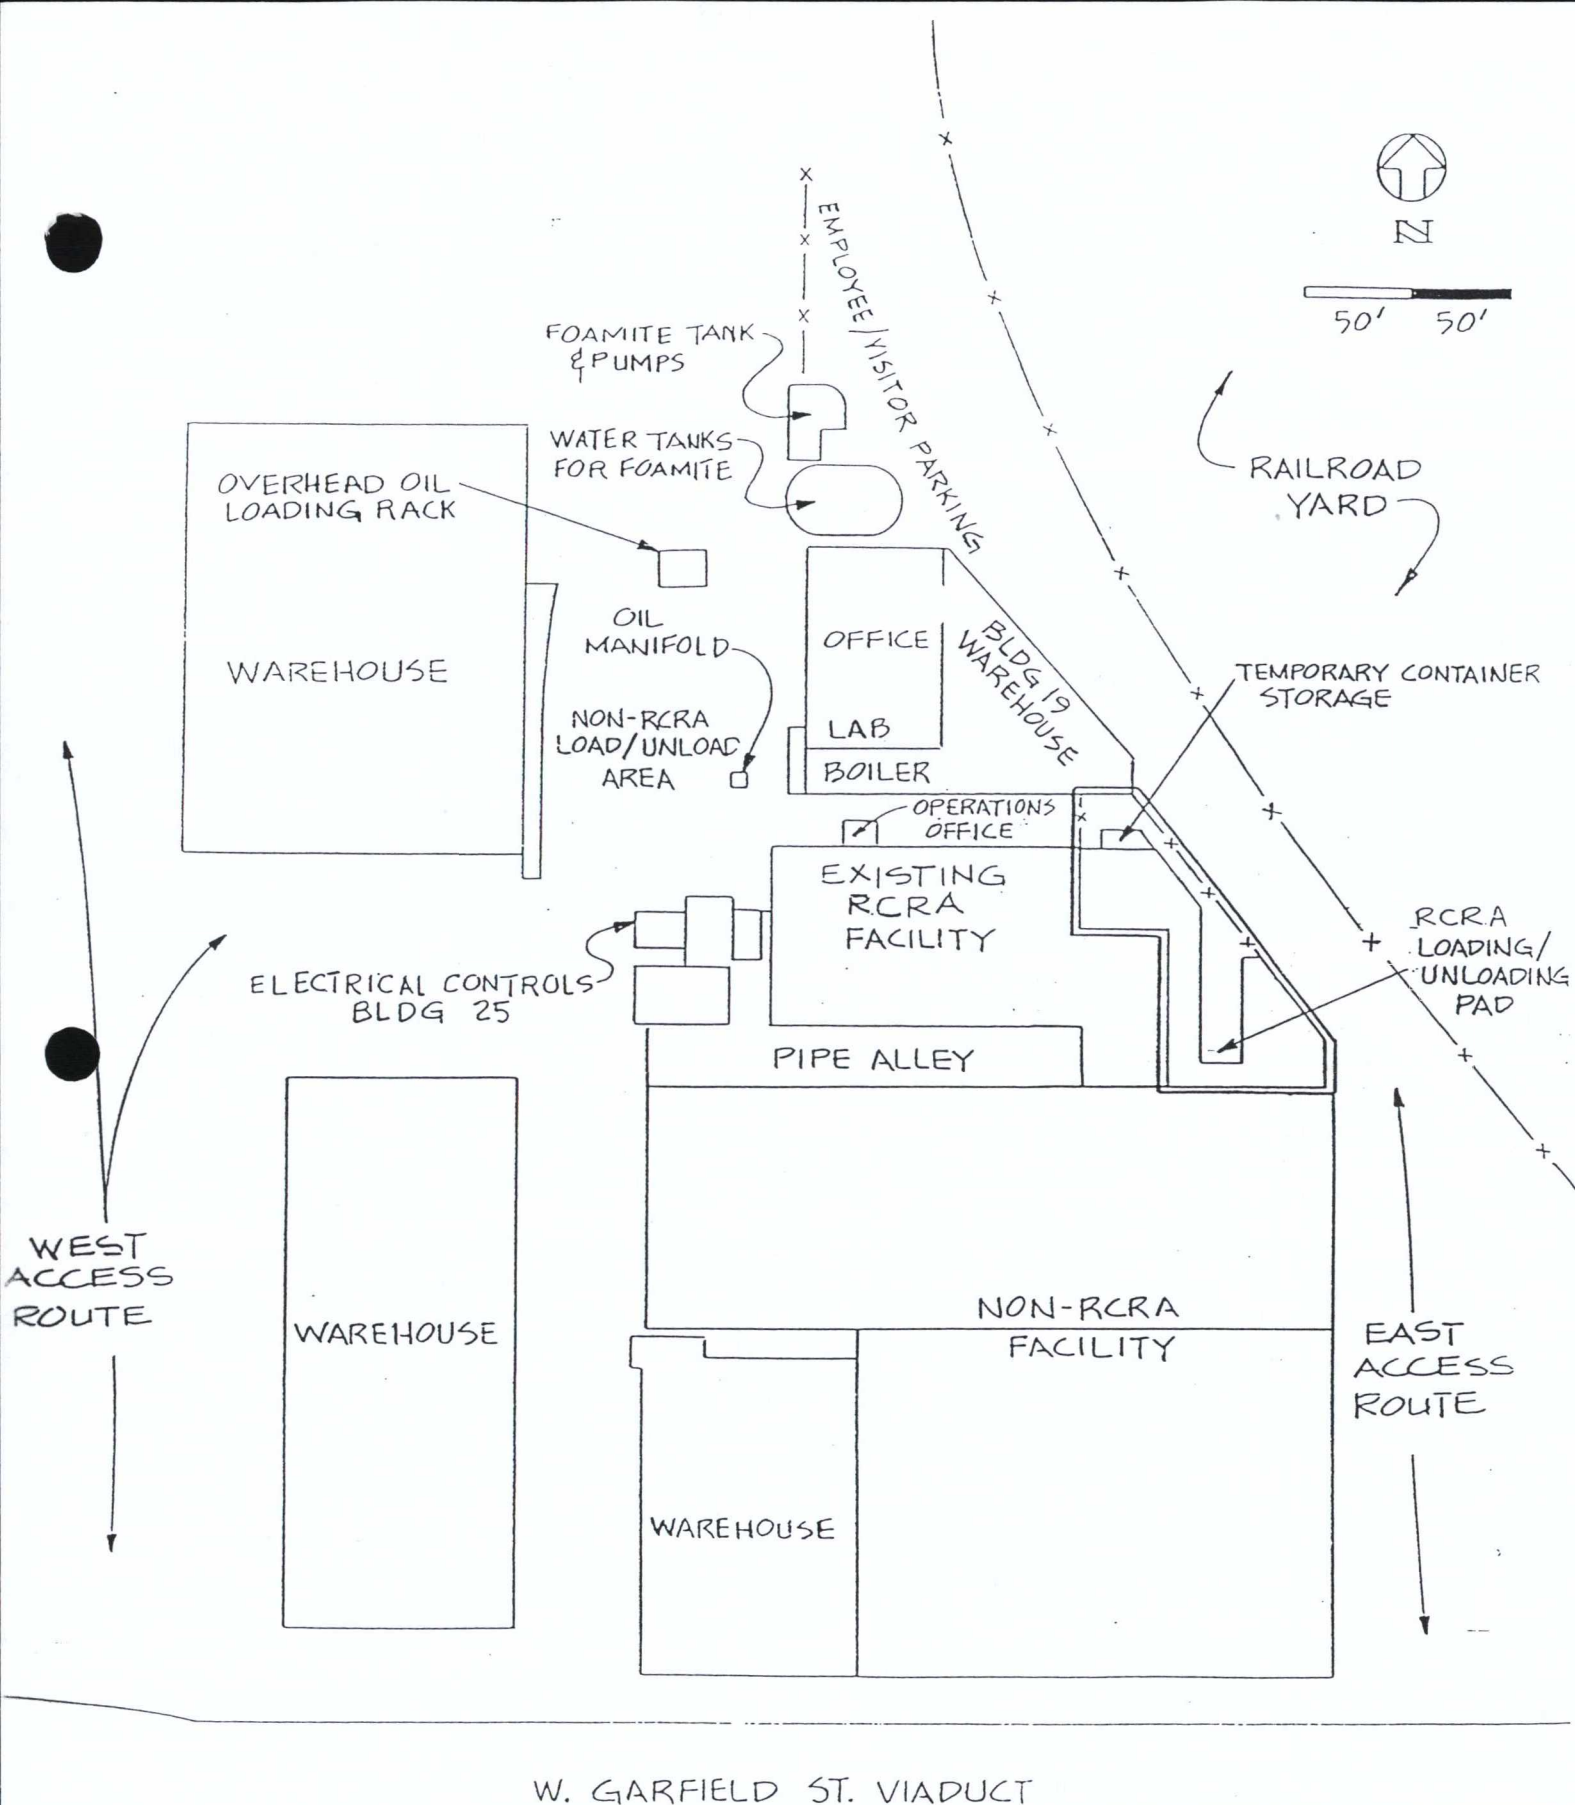 N
50' 50'
EMPLOYEE/VISITOR PARKING
FOAMITE TANK
& PUMPS
WATER TANKS
FOR FOAMITE
RAILROAD
YARD
OVERHEAD OIL
LOADING RACK
WAREHOUSE
OIL
MANIFOLD
OFFICE
BLDG 19
WAREHOUSE
TEMPORARY CONTAINER
STORAGE
NON-RCRA
LOAD/UNLOAD
AREA
LAB
BOILER
OPERATIONS
OFFICE
EXISTING
RCRA
FACILITY
RCRA
LOADING/
UNLOADING
PAD
ELECTRICAL CONTROLS
BLDG 25
PIPE ALLEY
WEST
ACCESS
ROUTE
WAREHOUSE
NON-RCRA
FACILITY
EAST
ACCESS
ROUTE
WAREHOUSE
W. GARFIELD ST. VIADUCT